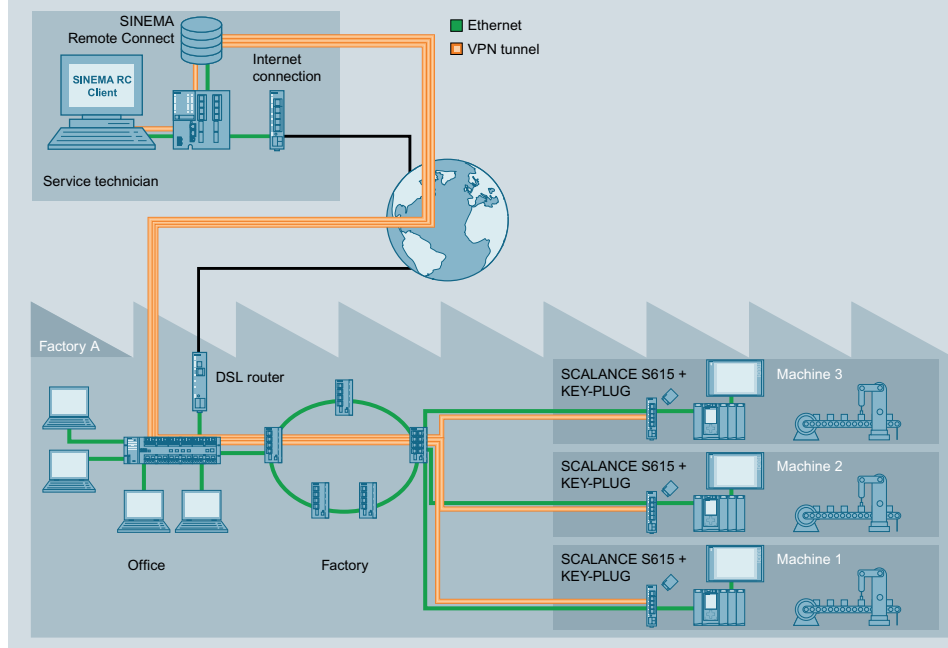 SINEMA
Remote Connect
Internet
connection
SINEMA RC
Client
Service technician
Ethernet
VPN tunnel
Factory A
DSL router
SCALANCE S615 +
KEY-PLUG
Machine 3
SCALANCE S615 +
KEY-PLUG
Machine 2
SCALANCE S615 +
KEY-PLUG
Machine 1
Office
Factory